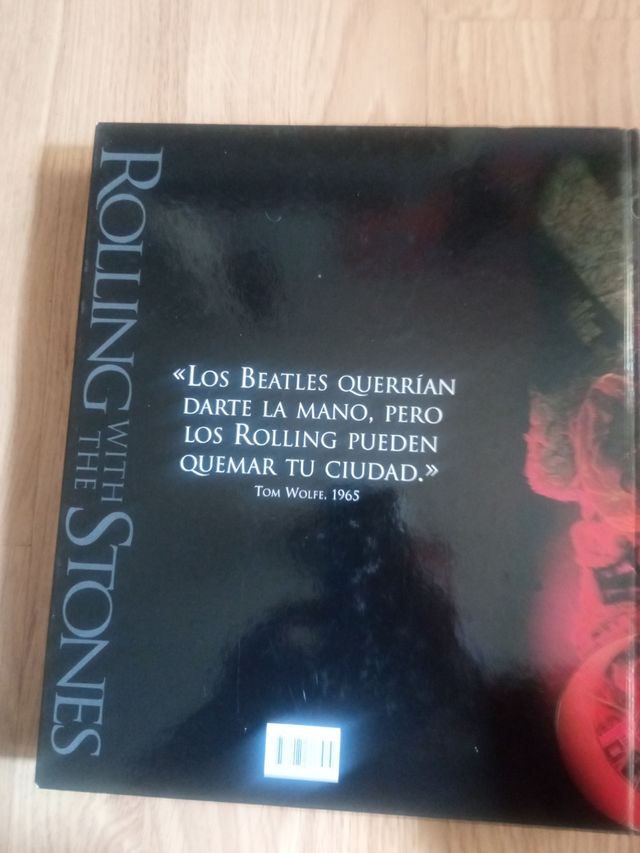 ROLLING WITH THE STONES
«LOS BEATLES QUERRÍAN
DARTE LA MANO, PERO
LOS ROLLING PUEDEN
QUEMAR TU CIUDAD.»
TOM WOLFE, 1965